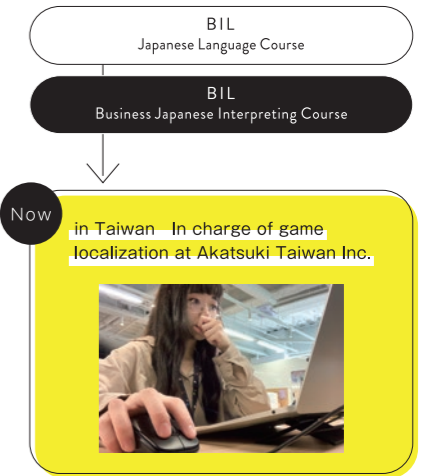 BIL
Japanese Language Course
BIL
Business Japanese Interpreting Course
Now
in Taiwan In charge of game
localization at Akatsuki Taiwan Inc.